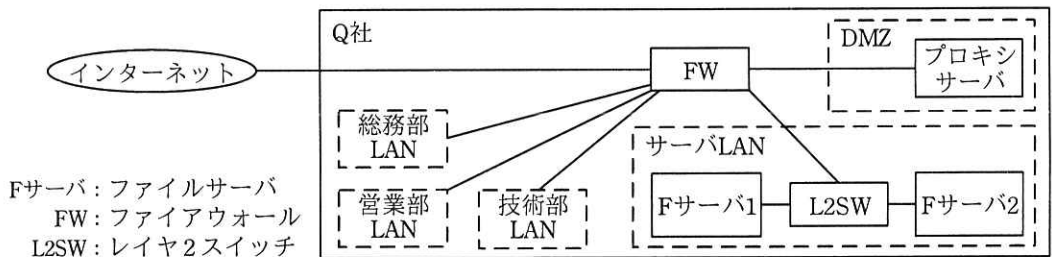 Q社
DMZ
インターネット
FW
プロキシ
サーバ
総務部
LAN
サーバLAN
Fサーバ：ファイルサーバ
FW：ファイアウォール
L2SW：レイヤ2スイッチ
営業部
LAN
技術部
LAN
Fサーバ1
L2SW
Fサーバ2